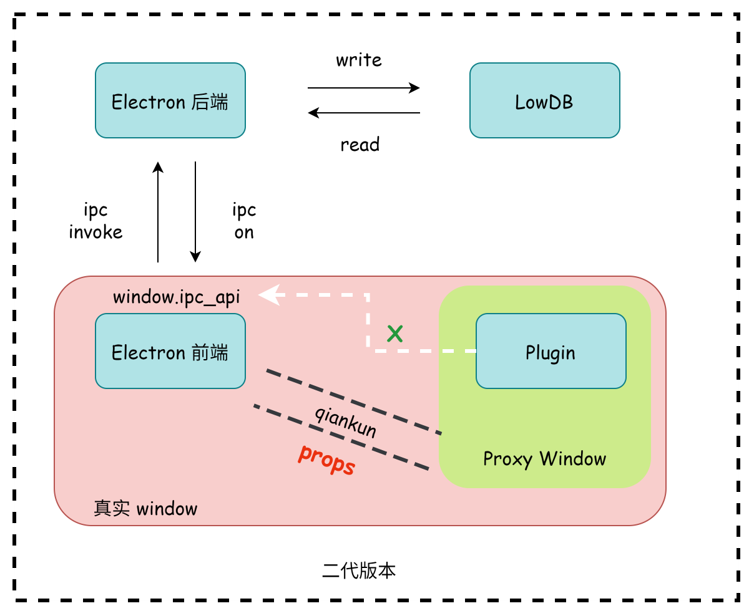 write
Electron 后端
LowDB
read
ipc
invoke
ipc
on
window.ipc_api
Electron 前端
X
Plugin
qiankun
props
Proxy Window
真实 window
二代版本